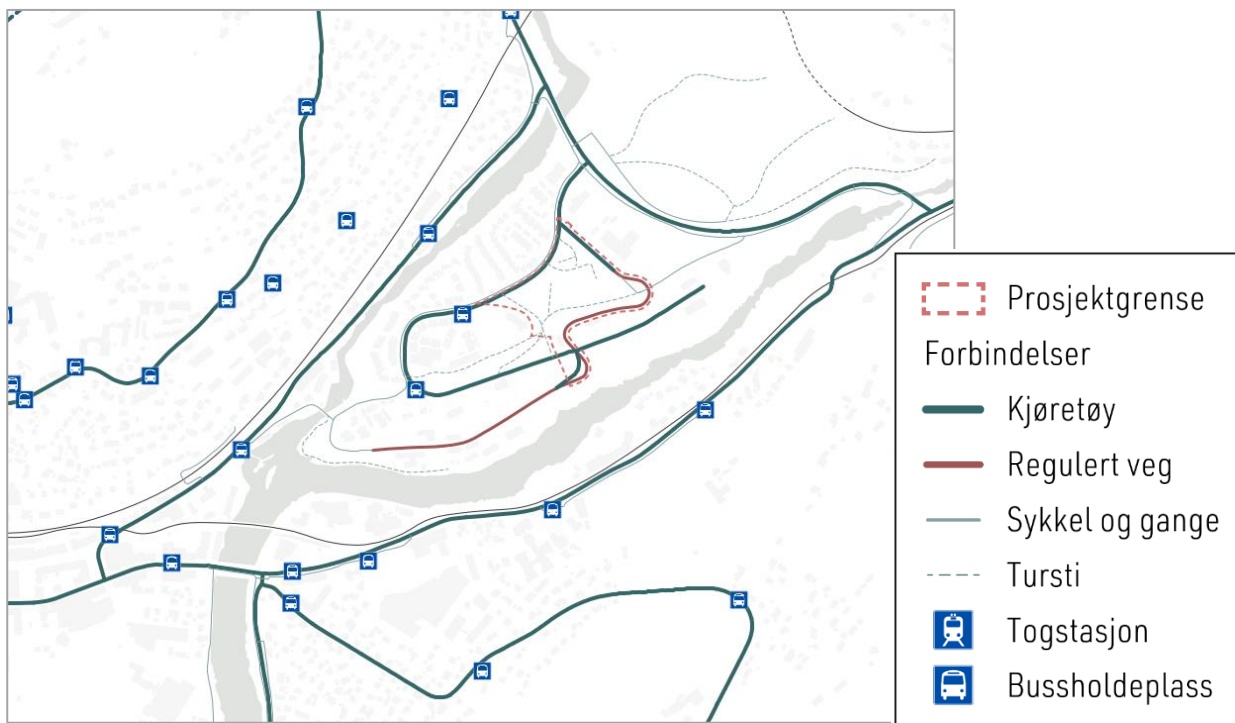 Prosjektgrense
Forbindelser
Kjøretøy
Regulert veg
Sykkel og gange
Tursti
Togstasjon
Bussholdeplass